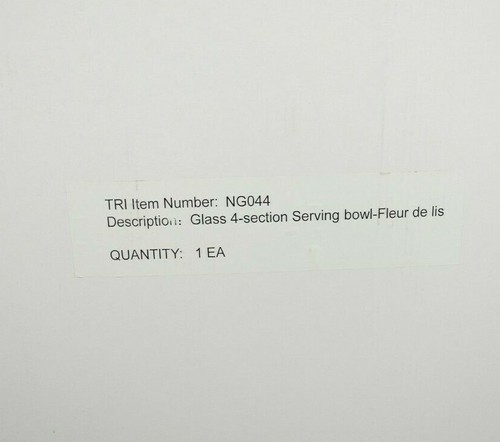 TRI Item Number: NG044
Description: Glass 4-section Serving bowl-Fleur de lis
QUANTITY: 1 EA